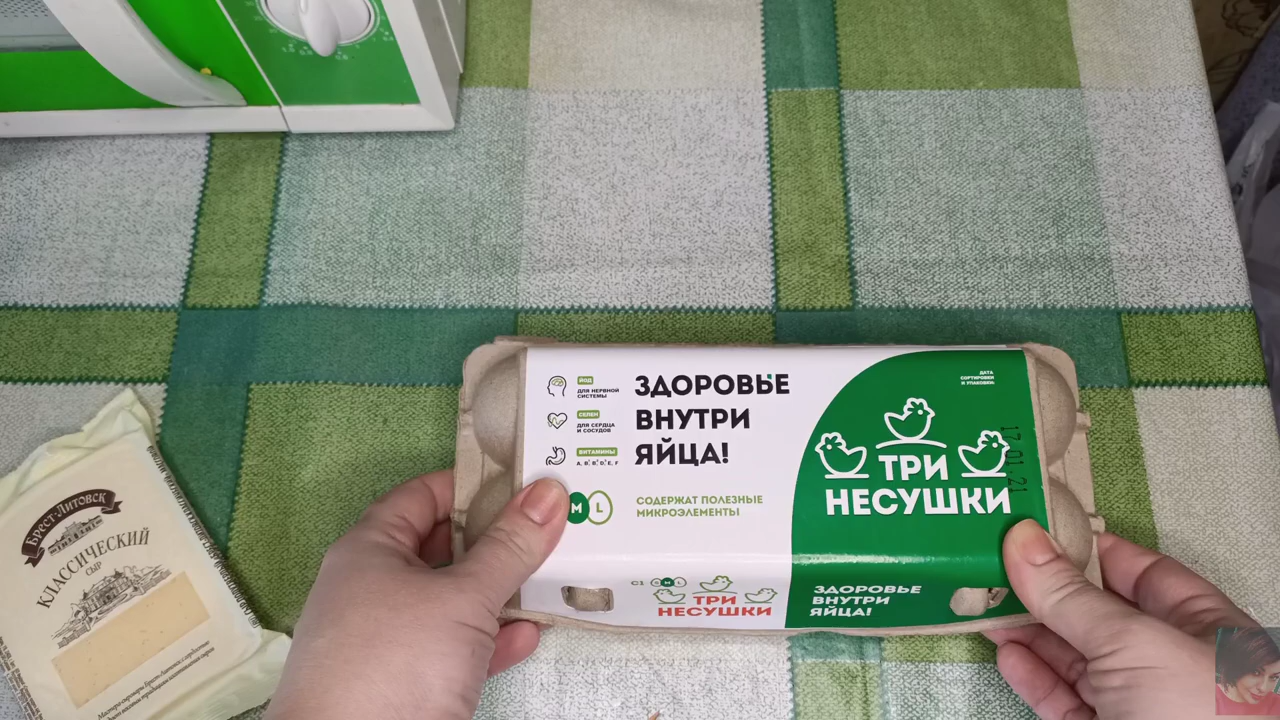 ЙОД
ДЛЯ НЕРВНОЙ
СИСТЕМЫ
СЕЛЕН
ДЛЯ СЕРДЦА
И СОСУДОВ
ВИТАМИНЫ
ЗДОРОВЬЕ
ВНУТРИ
ЯЙЦА!
M L
СОДЕРЖАТ ПОЛЕЗНЫЕ
МИКРОЭЛЕМЕНТЫ
ДАТА
СОРТИРОВКИ
И УПАКОВКИ:
17.01.21
ТРИ
НЕСУШКИ
ТРИ
НЕСУШКИ
ЗДОРОВЬЕ
ВНУТРИ
ЯЙЦА!
БРЕСТ-ЛИТОВСК
КЛАССИЧЕСКИЙ
СЫР